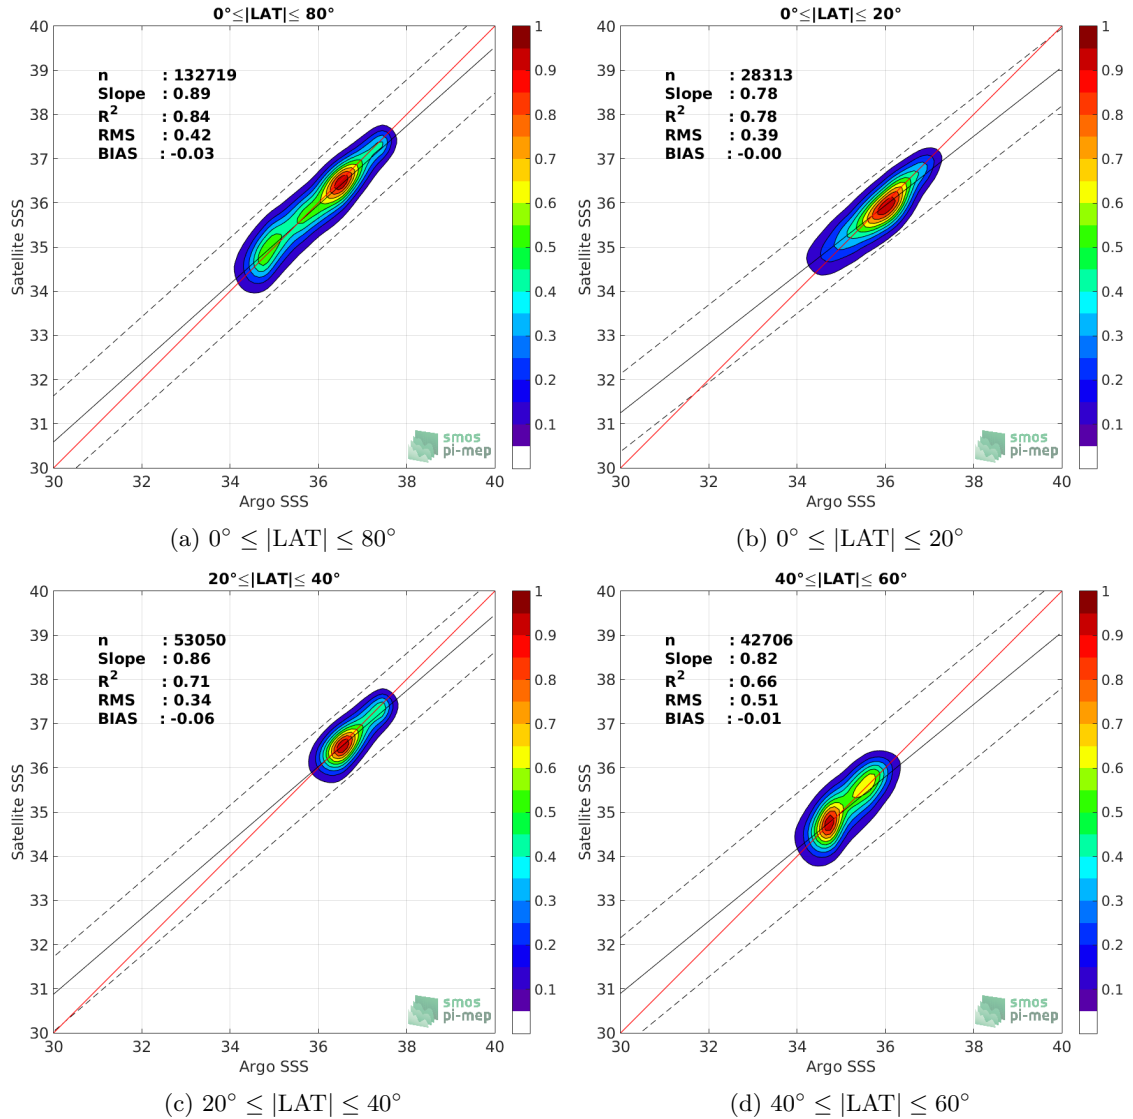 0°≤|LAT|≤ 80°
40
39
38
37
36
35
34
33
32
31
30
Satellite SSS
n : 132719
Slope : 0.89
R² : 0.84
RMS : 0.42
BIAS : -0.03
smos
pi-mep
30 32 34 36 38 40
Argo SSS
1
0.9
0.8
0.7
0.6
0.5
0.4
0.3
0.2
0.1
(a) 0° ≤ |LAT| ≤ 80°
0°≤|LAT|≤ 20°
40
39
38
37
36
35
34
33
32
31
30
Satellite SSS
n : 28313
Slope : 0.78
R² : 0.78
RMS : 0.39
BIAS : -0.00
smos
pi-mep
30 32 34 36 38 40
Argo SSS
1
0.9
0.8
0.7
0.6
0.5
0.4
0.3
0.2
0.1
(b) 0° ≤ |LAT| ≤ 20°
20°≤|LAT|≤ 40°
40
39
38
37
36
35
34
33
32
31
30
Satellite SSS
n : 53050
Slope : 0.86
R² : 0.71
RMS : 0.34
BIAS : -0.06
smos
pi-mep
30 32 34 36 38 40
Argo SSS
1
0.9
0.8
0.7
0.6
0.5
0.4
0.3
0.2
0.1
(c) 20° ≤ |LAT| ≤ 40°
40°≤|LAT|≤ 60°
40
39
38
37
36
35
34
33
32
31
30
Satellite SSS
n : 42706
Slope : 0.82
R² : 0.66
RMS : 0.51
BIAS : -0.01
smos
pi-mep
30 32 34 36 38 40
Argo SSS
1
0.9
0.8
0.7
0.6
0.5
0.4
0.3
0.2
0.1
(d) 40° ≤ |LAT| ≤ 60°